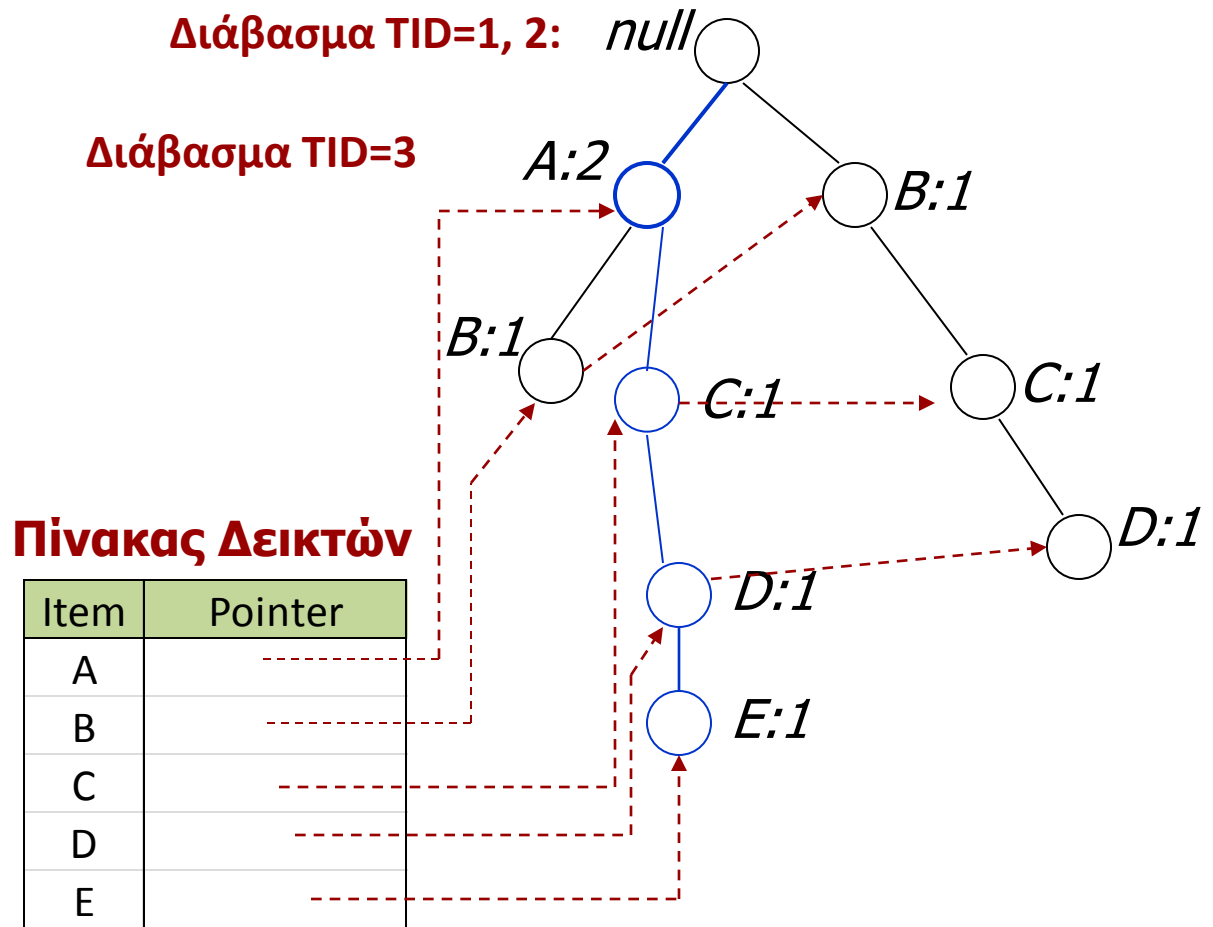 Διάβασμα TID=1, 2:
null
Διάβασμα TID=3
A:2
B:1
B:1
C:1
C:1
Πίνακας Δεικτών
D:1
D:1
Item Pointer
A
B
E:1
C
D
E